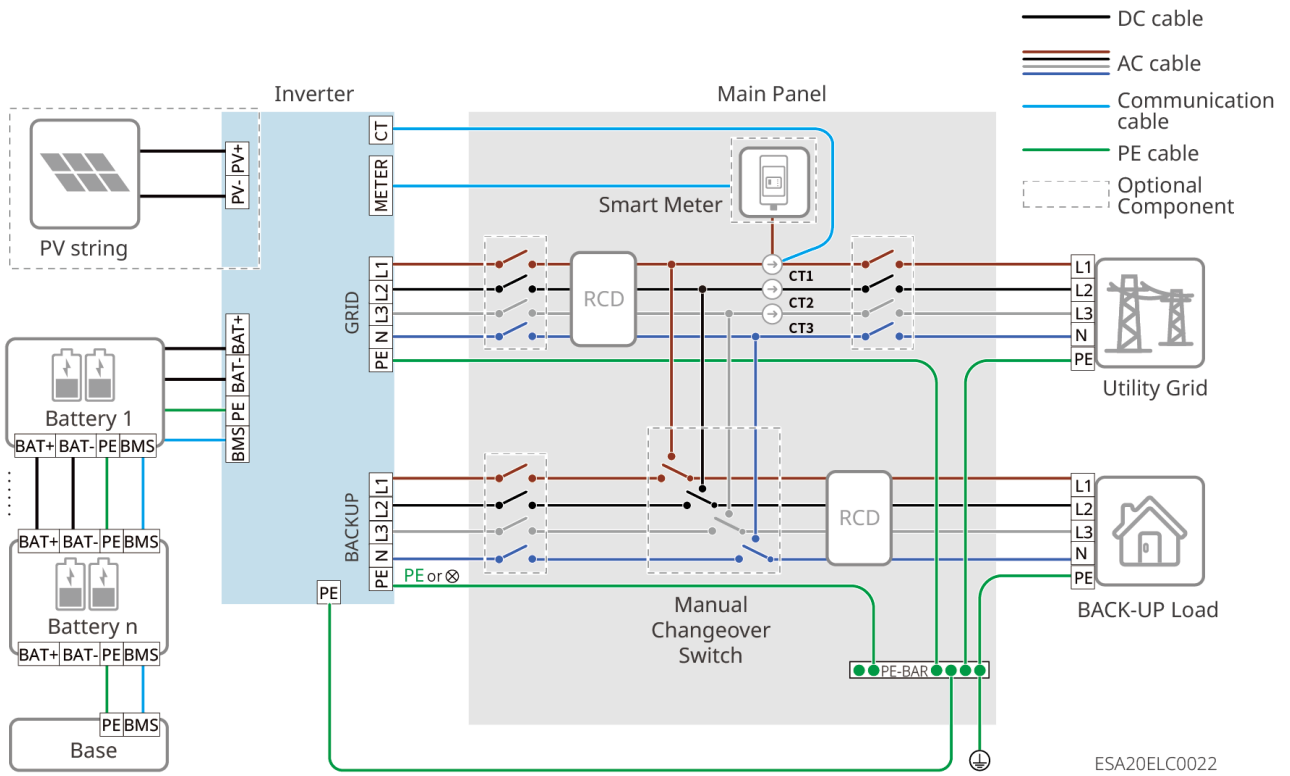 DC cable
AC cable
Communication
cable
PE cable
Optional
Component
Inverter
Main Panel
PV string
PV+
PV-
CT
METER
Smart Meter
GRID
L1
L2
L3
N
PE
RCD
CT1
CT2
CT3
L1
L2
L3
N
PE
Utility Grid
Battery 1
BAT+
BAT-
PE
BMS
BAT+
BAT-
PE
BMS
BAT+
BAT-
PE
BMS
Battery n
BAT+
BAT-
PE
BMS
PE
BMS
Base
BACKUP
L1
L2
L3
N
PE
PE or ⊗
PE
Manual
Changeover
Switch
RCD
L1
L2
L3
N
PE
BACK-UP Load
PE-BAR
ESA20ELC0022